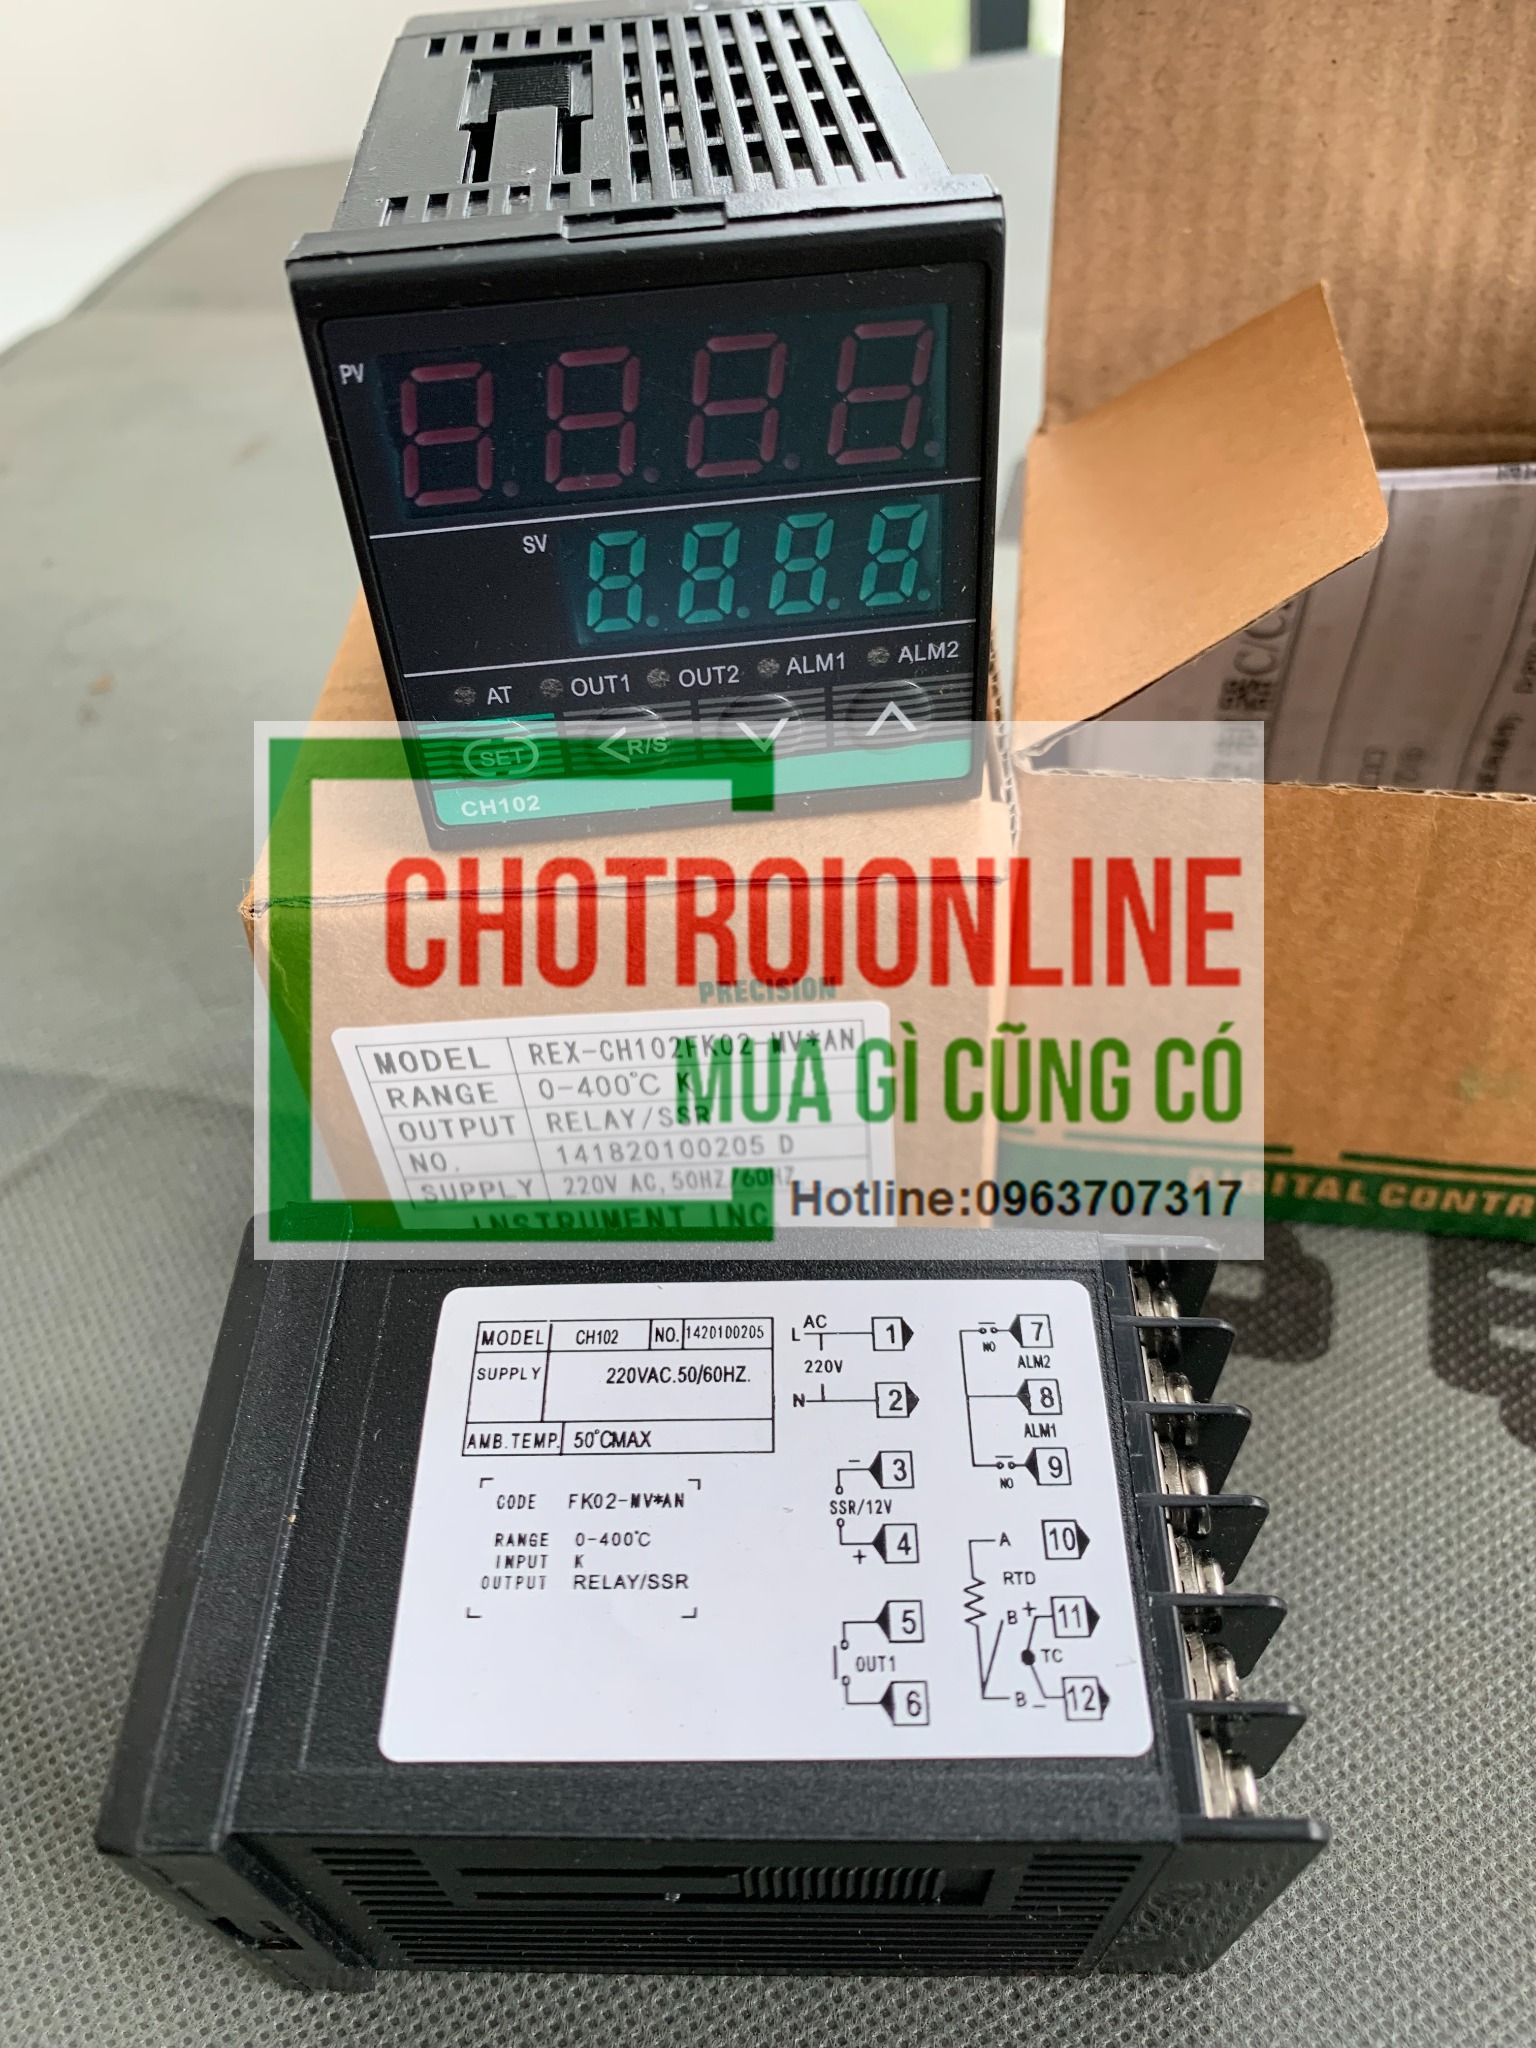 PV
SV
AT OUT1 OUT2 ALM1 ALM2
SET <R/S
CH102
CHOTROIONLINE
PRECISION
MUA GÌ CŨNG CÓ
Hotline:0963707317
MODEL REX-CH102FK02-MV*AN
RANGE 0-400°C K
OUTPUT RELAY/SSR
NO. 141820100205 D
SUPPLY 220V AC, 50HZ/60HZ
INSTRUMENT INC
DIGITAL CONTR
MODEL CH102 NO. 1420100205
SUPPLY 220VAC.50/60HZ.
AMB.TEMP. 50°CMAX
CODE FK02-MV*AN
RANGE 0-400°C
INPUT K
OUTPUT RELAY/SSR
AC
L 1
220V
N 2
- 3
SSR/12V
+ 4
5
OUT1
6
NO 7
ALM2
8
ALM1
NO 9
A 10
RTD
B + 11
TC
B - 12